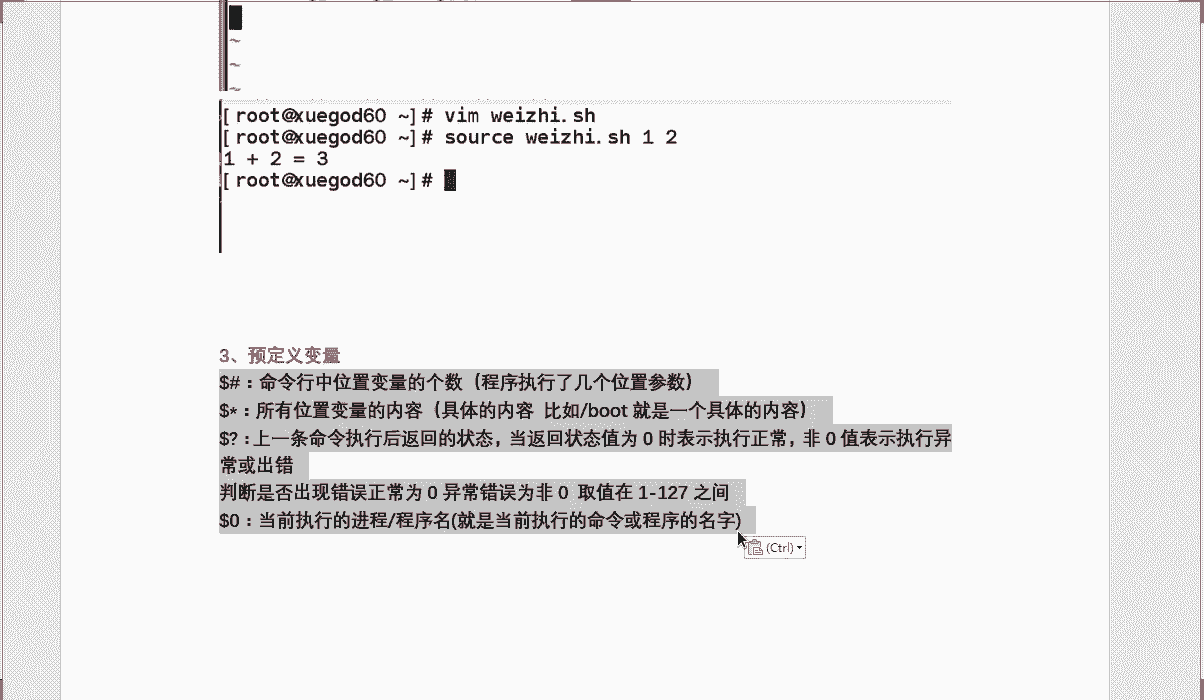 ~
~
~
[root@xuegod60 ~]# vim weizhi.sh
[root@xuegod60 ~]# source weizhi.sh 1 2
1 + 2 = 3
[root@xuegod60 ~]#
3、预定义变量
$#：命令行中位置变量的个数（程序执行了几个位置参数）
$*：所有位置变量的内容（具体的内容 比如/boot 就是一个具体的内容）
$?：上一条命令执行后返回的状态，当返回状态值为 0 时表示执行正常，非 0 值表示执行异
常或出错
判断是否出现错误正常为 0 异常错误为非 0 取值在 1-127 之间
$0：当前执行的进程/程序名(就是当前执行的命令或程序的名字)
(Ctrl)